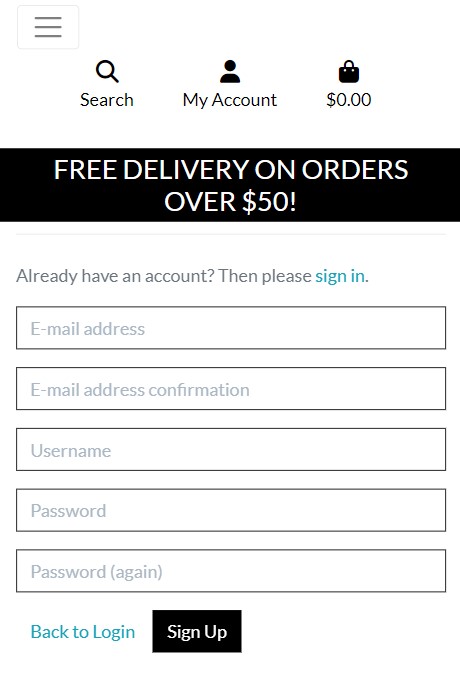 Search
My Account
$0.00
FREE DELIVERY ON ORDERS
OVER $50!
Already have an account? Then please sign in.
E-mail address
E-mail address confirmation
Username
Password
Password (again)
Back to Login
Sign Up